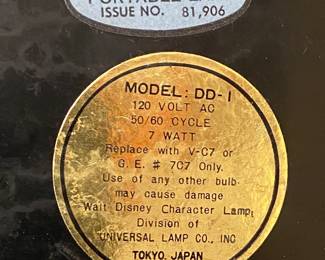 PORTABLE
ISSUE NO. 81,906
MODEL: DD-1
120 VOLT AC
50/60 CYCLE
7 WATT
Replace with V-C7 or
G.E. # 7C7 Only.
Use of any other bulb
may cause damage
Walt Disney Character Lamp
Division of
UNIVERSAL LAMP CO., INC
TOKYO, JAPAN